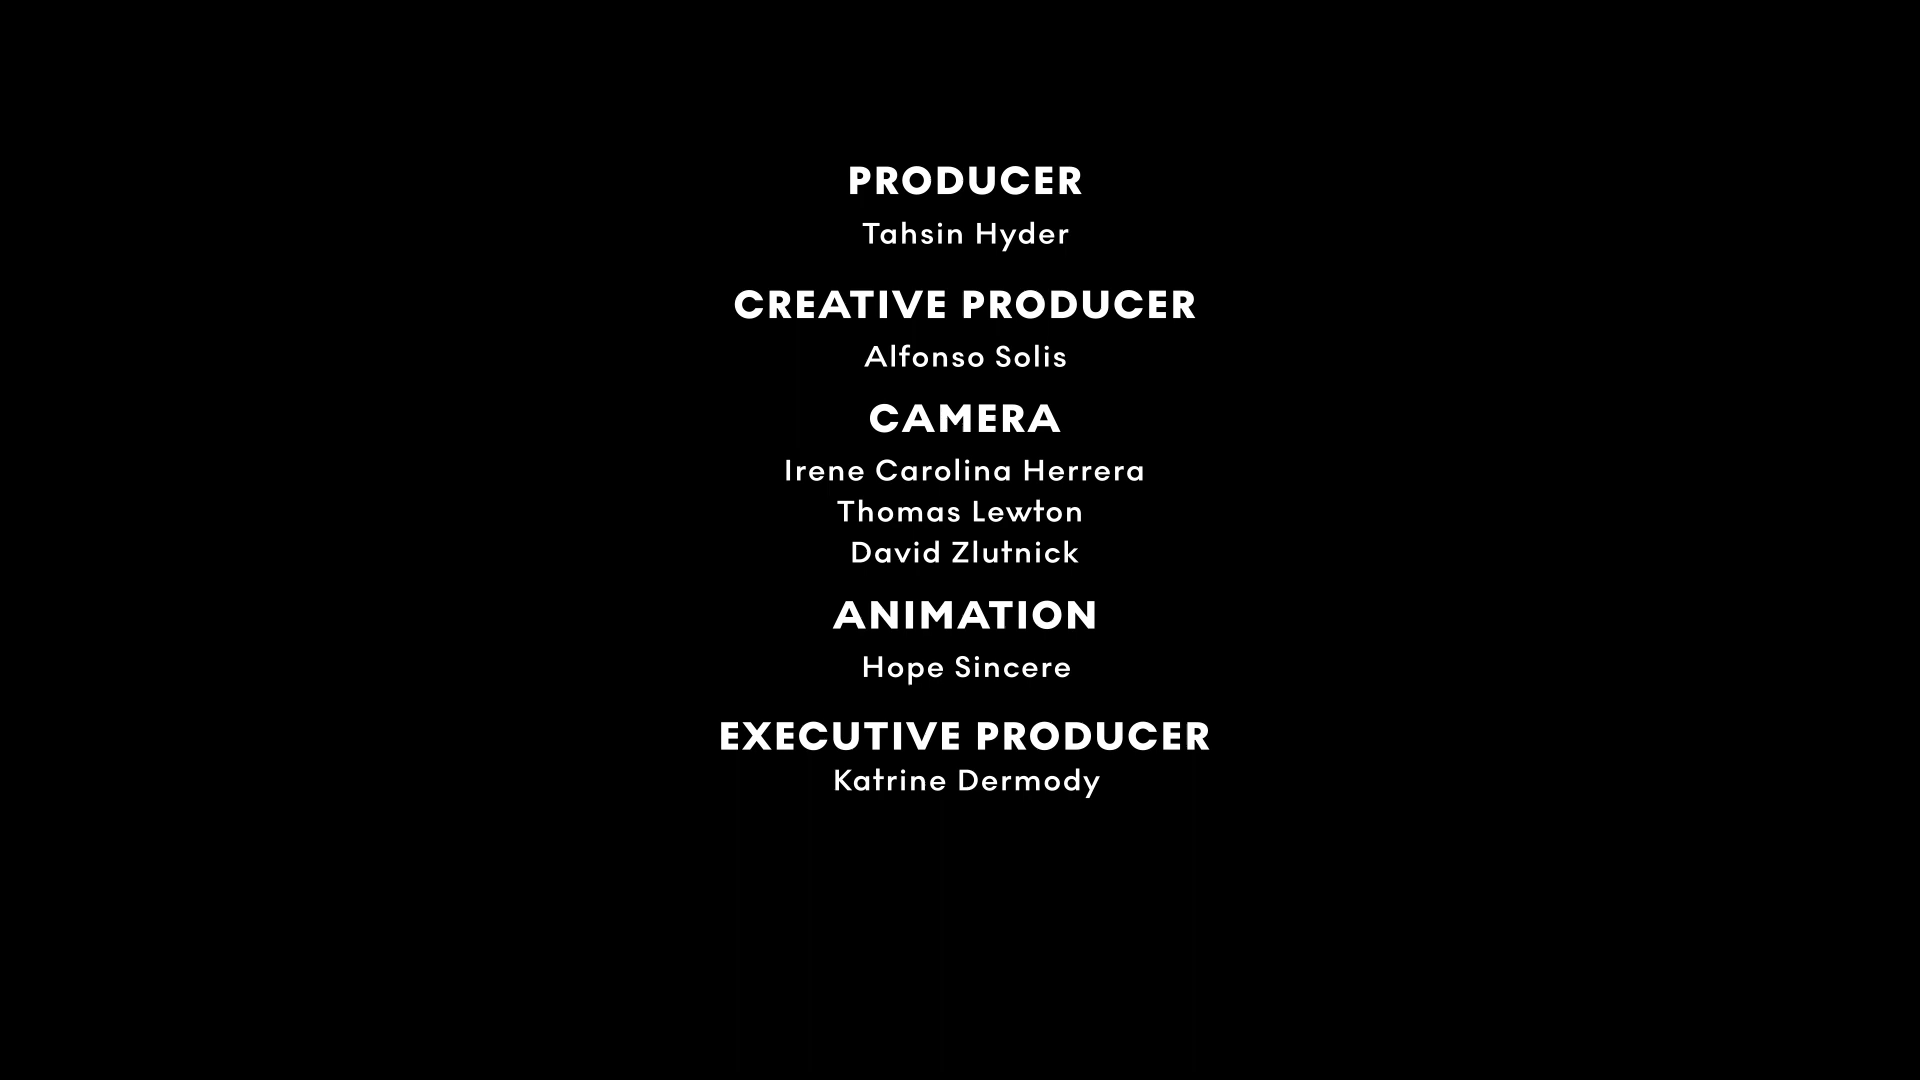 PRODUCER
Tahsin Hyder
CREATIVE PRODUCER
Alfonso Solis
CAMERA
Irene Carolina Herrera
Thomas Lewton
David Zlutnick
ANIMATION
Hope Sincere
EXECUTIVE PRODUCER
Katrine Dermody